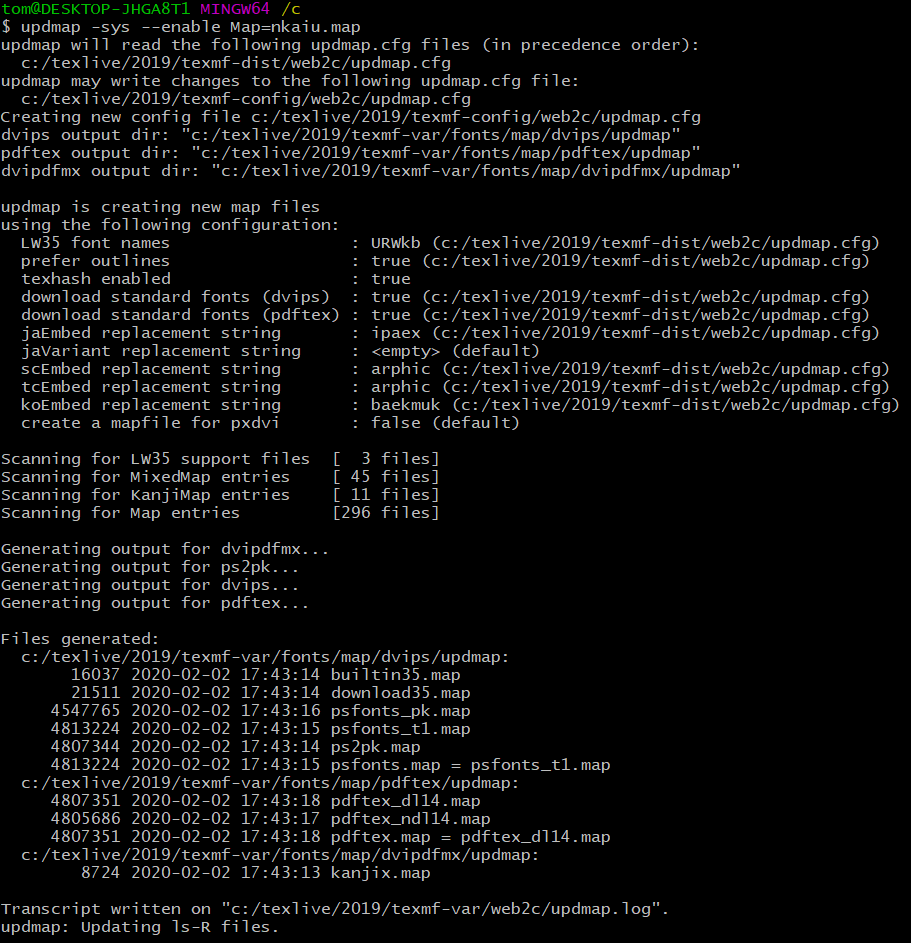 tom@DESKTOP-JHGA8T1 MINGW64 /c
$ updmap -sys --enable Map=nkaiu.map
updmap will read the following updmap.cfg files (in precedence order):
  c:/texlive/2019/texmf-dist/web2c/updmap.cfg
updmap may write changes to the following updmap.cfg file:
  c:/texlive/2019/texmf-config/web2c/updmap.cfg
Creating new config file c:/texlive/2019/texmf-config/web2c/updmap.cfg
dvips output dir: "c:/texlive/2019/texmf-var/fonts/map/dvips/updmap"
pdftex output dir: "c:/texlive/2019/texmf-var/fonts/map/pdftex/updmap"
dvipdfmx output dir: "c:/texlive/2019/texmf-var/fonts/map/dvipdfmx/updmap"

updmap is creating new map files
using the following configuration:
  LW35 font names                  : URWkb (c:/texlive/2019/texmf-dist/web2c/updmap.cfg)
  prefer outlines                  : true (c:/texlive/2019/texmf-dist/web2c/updmap.cfg)
  texhash enabled                  : true
  download standard fonts (dvips)  : true (c:/texlive/2019/texmf-dist/web2c/updmap.cfg)
  download standard fonts (pdftex) : true (c:/texlive/2019/texmf-dist/web2c/updmap.cfg)
  jaEmbed replacement string       : ipaex (c:/texlive/2019/texmf-dist/web2c/updmap.cfg)
  jaVariant replacement string     : <empty> (default)
  scEmbed replacement string       : arphic (c:/texlive/2019/texmf-dist/web2c/updmap.cfg)
  tcEmbed replacement string       : arphic (c:/texlive/2019/texmf-dist/web2c/updmap.cfg)
  koEmbed replacement string       : baekmuk (c:/texlive/2019/texmf-dist/web2c/updmap.cfg)
  create a mapfile for pxdvi       : false (default)

Scanning for LW35 support files  [  3 files]
Scanning for MixedMap entries    [ 45 files]
Scanning for KanjiMap entries    [ 11 files]
Scanning for Map entries         [296 files]

Generating output for dvipdfmx...
Generating output for ps2pk...
Generating output for dvips...
Generating output for pdftex...

Files generated:
  c:/texlive/2019/texmf-var/fonts/map/dvips/updmap:
       16037 2020-02-02 17:43:14 builtin35.map
       21511 2020-02-02 17:43:14 download35.map
     4547765 2020-02-02 17:43:16 psfonts_pk.map
     4813224 2020-02-02 17:43:15 psfonts_t1.map
     4807344 2020-02-02 17:43:14 ps2pk.map
     4813224 2020-02-02 17:43:15 psfonts.map = psfonts_t1.map
  c:/texlive/2019/texmf-var/fonts/map/pdftex/updmap:
     4807351 2020-02-02 17:43:18 pdftex_dl14.map
     4805686 2020-02-02 17:43:17 pdftex_ndl14.map
     4807351 2020-02-02 17:43:18 pdftex.map = pdftex_dl14.map
  c:/texlive/2019/texmf-var/fonts/map/dvipdfmx/updmap:
        8724 2020-02-02 17:43:13 kanjix.map

Transcript written on "c:/texlive/2019/texmf-var/web2c/updmap.log".
updmap: Updating ls-R files.